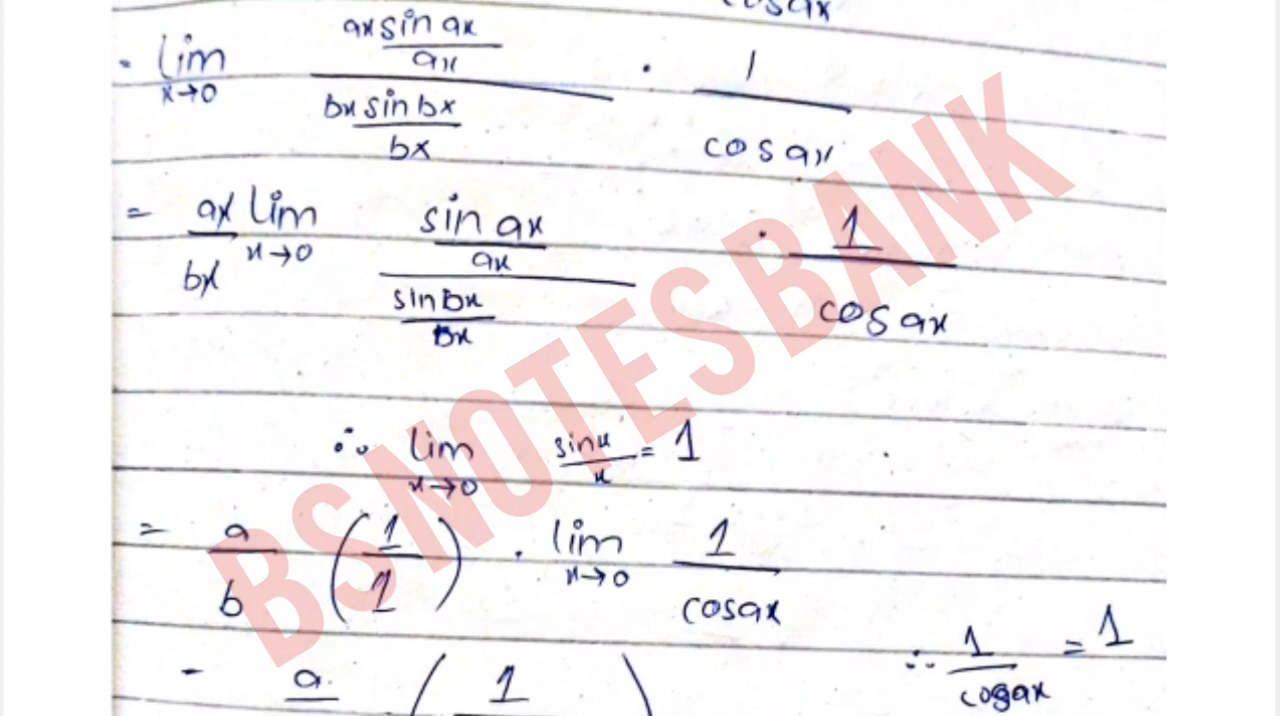 cosax
· lim x→0 (ax sin ax / ax) / (bx sin bx / bx) · 1 / cos ax
= ax / bx lim x→0 (sin ax / ax) / (sin Bx / Bx) · 1 / cos ax
∴ lim x→0 sinx / x = 1
= a / b (1 / 1) · lim x→0 1 / cosax
∴ 1 / cosax = 1
- a ( 1 )
BSNOTESBANK